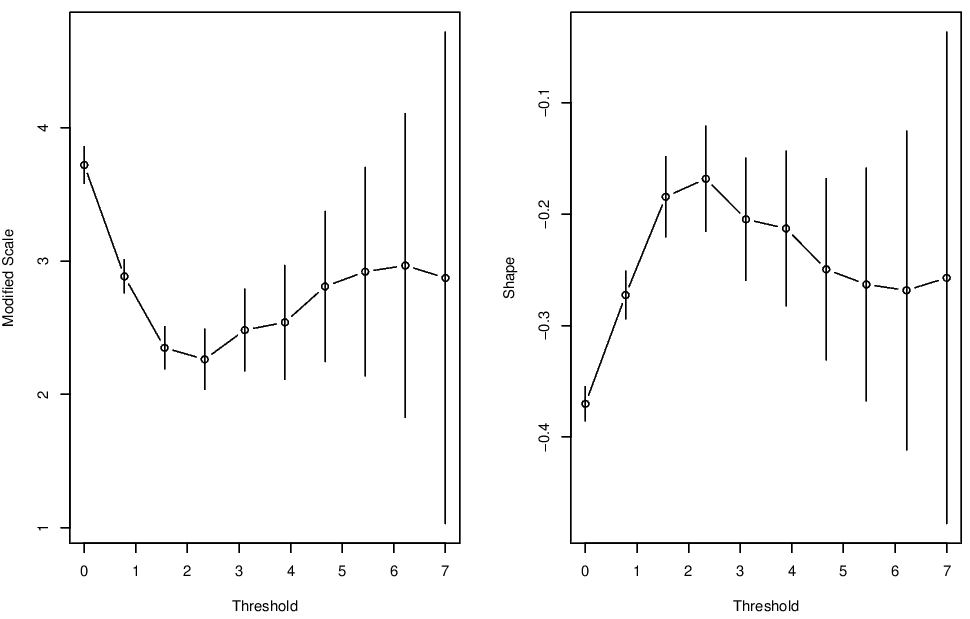 Modified Scale
4
3
2
1
0 1 2 3 4 5 6 7
Threshold
Shape
−0.1
−0.2
−0.3
−0.4
0 1 2 3 4 5 6 7
Threshold